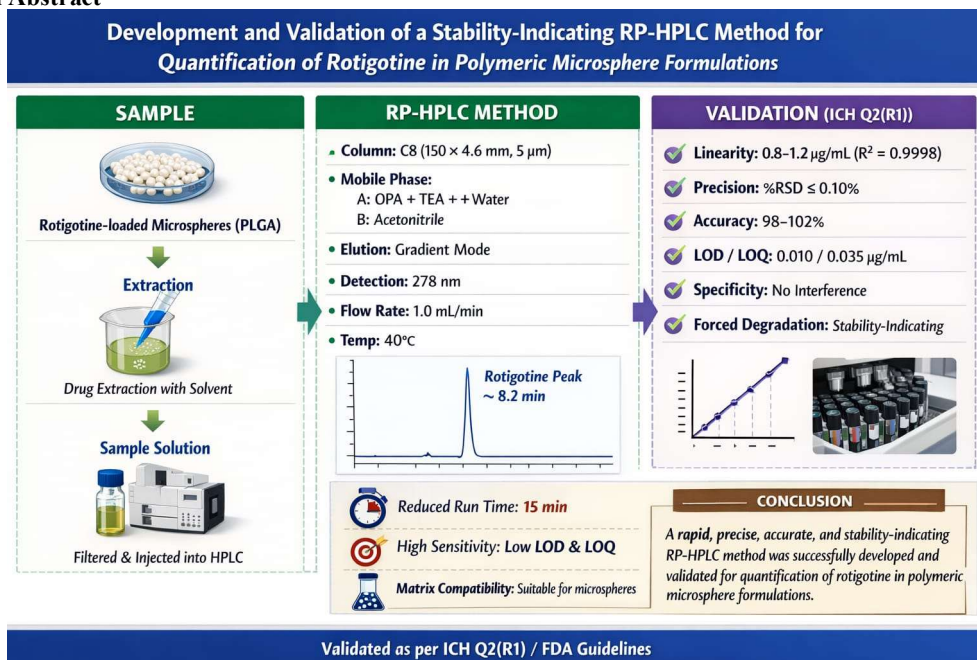 Abstract
Development and Validation of a Stability-Indicating RP-HPLC Method for
Quantification of Rotigotine in Polymeric Microsphere Formulations
SAMPLE
Rotigotine-loaded Microspheres (PLGA)
Extraction
Drug Extraction with Solvent
Sample Solution
Filtered & Injected into HPLC
RP-HPLC METHOD
Column: C8 (150 × 4.6 mm, 5 µm)
Mobile Phase:
A: OPA + TEA + + Water
B: Acetonitrile
Elution: Gradient Mode
Detection: 278 nm
Flow Rate: 1.0 mL/min
Temp: 40°C
Rotigotine Peak
~ 8.2 min
VALIDATION (ICH Q2(R1))
Linearity: 0.8–1.2 µg/mL (R² = 0.9998)
Precision: %RSD ≤ 0.10%
Accuracy: 98–102%
LOD / LOQ: 0.010 / 0.035 µg/mL
Specificity: No Interference
Forced Degradation: Stability-Indicating
Reduced Run Time: 15 min
High Sensitivity: Low LOD & LOQ
Matrix Compatibility: Suitable for microspheres
CONCLUSION
A rapid, precise, accurate, and stability-indicating
RP-HPLC method was successfully developed and
validated for quantification of rotigotine in polymeric
microsphere formulations.
Validated as per ICH Q2(R1) / FDA Guidelines